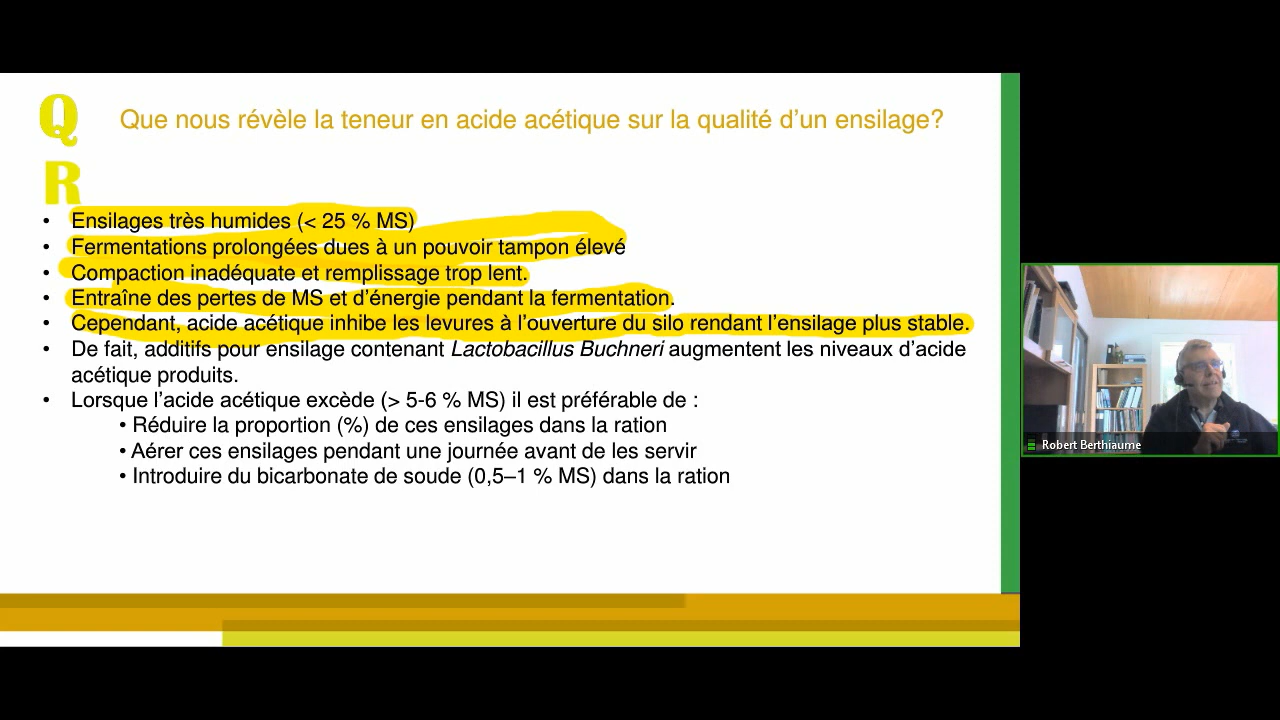 Q
Que nous révèle la teneur en acide acétique sur la qualité d'un ensilage?
R
• Ensilages très humides (< 25 % MS)
• Fermentations prolongées dues à un pouvoir tampon élevé
• Compaction inadéquate et remplissage trop lent.
• Entraîne des pertes de MS et d'énergie pendant la fermentation.
• Cependant, acide acétique inhibe les levures à l'ouverture du silo rendant l'ensilage plus stable.
• De fait, additifs pour ensilage contenant Lactobacillus Buchneri augmentent les niveaux d'acide
acétique produits.
• Lorsque l'acide acétique excède (> 5-6 % MS) il est préférable de :
• Réduire la proportion (%) de ces ensilages dans la ration
• Aérer ces ensilages pendant une journée avant de les servir
• Introduire du bicarbonate de soude (0,5–1 % MS) dans la ration
Robert Berthiaume